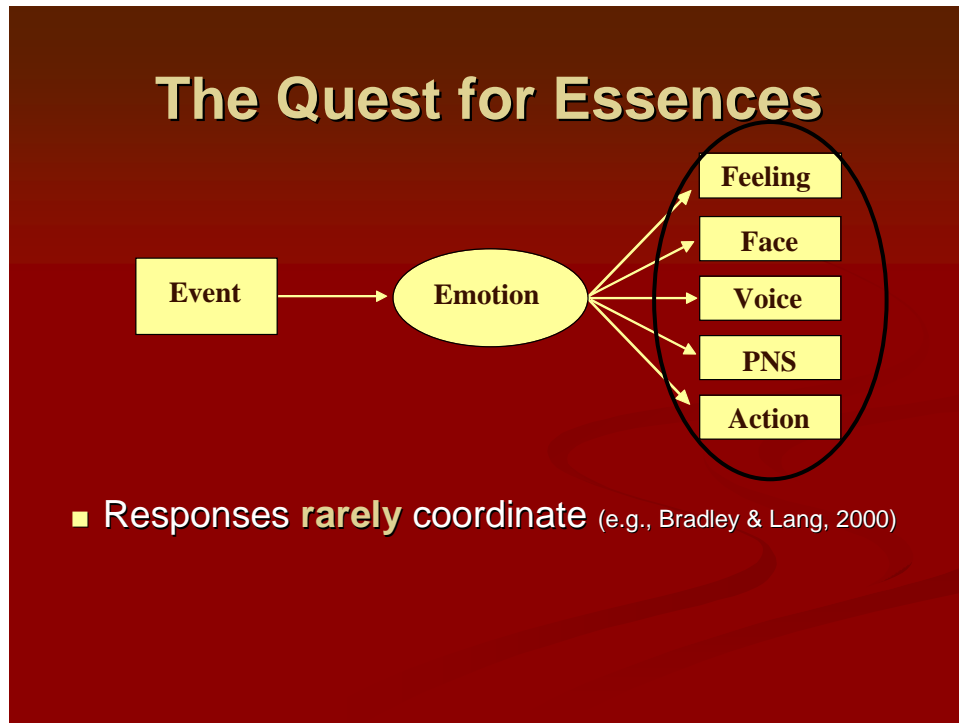 The Quest for Essences
Feeling
Face
Event
Emotion
Voice
PNS
Action
Responses rarely coordinate (e.g., Bradley & Lang, 2000)